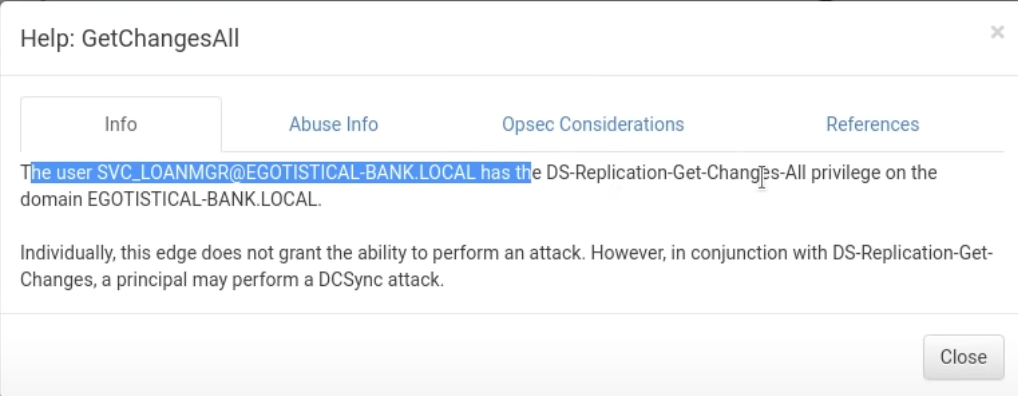 Help: GetChangesAll
×
Info
Abuse Info
Opsec Considerations
References
The user SVC_LOANMGR@EGOTISTICAL-BANK.LOCAL has the DS-Replication-Get-Changes-All privilege on the
domain EGOTISTICAL-BANK.LOCAL.
Individually, this edge does not grant the ability to perform an attack. However, in conjunction with DS-Replication-Get-
Changes, a principal may perform a DCSync attack.
Close